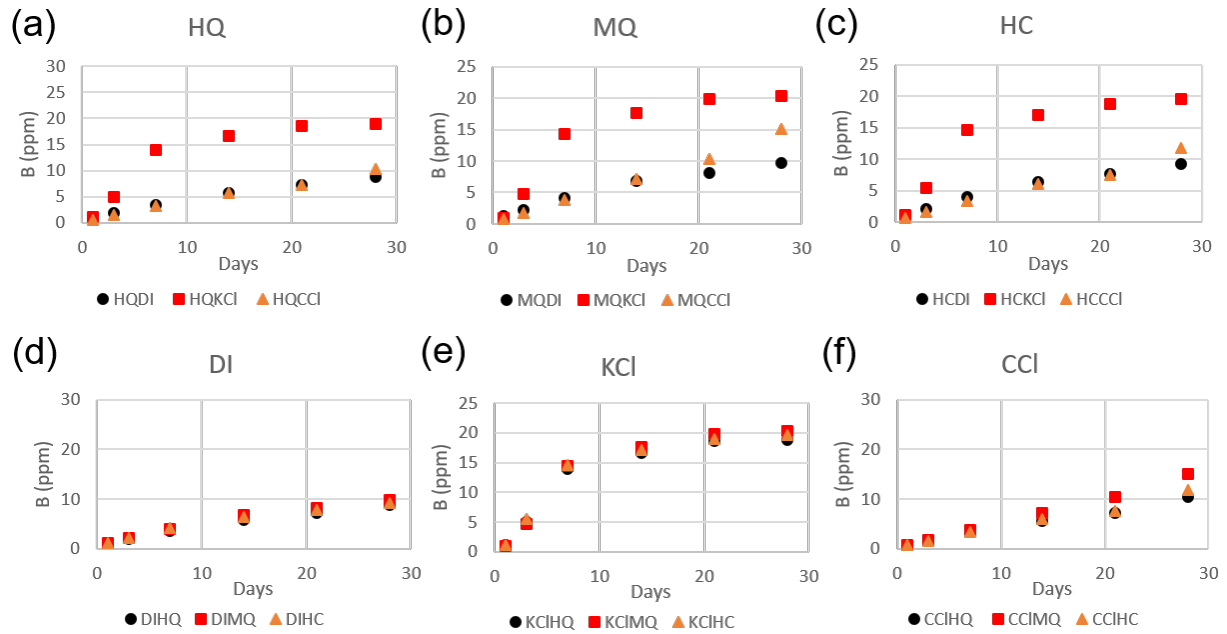 (a)
HQ
30
25
20
15
10
5
0
B (ppm)
0 10 20 30
Days
HQDI HQKCl HQCCl
(b)
MQ
25
20
15
10
5
0
B (ppm)
0 10 20 30
Days
MQDI MQKCl MQCCl
(c)
HC
25
20
15
10
5
0
B (ppm)
0 10 20 30
Days
HCDI HCKCl HCCCl
(d)
DI
30
20
10
0
B (ppm)
0 10 20 30
Days
DIHQ DIMQ DIHC
(e)
KCl
25
20
15
10
5
0
B (ppm)
0 10 20 30
Days
KClHQ KClMQ KClHC
(f)
CCl
30
20
10
0
B (ppm)
0 10 20 30
Days
CClHQ CClMQ CClHC